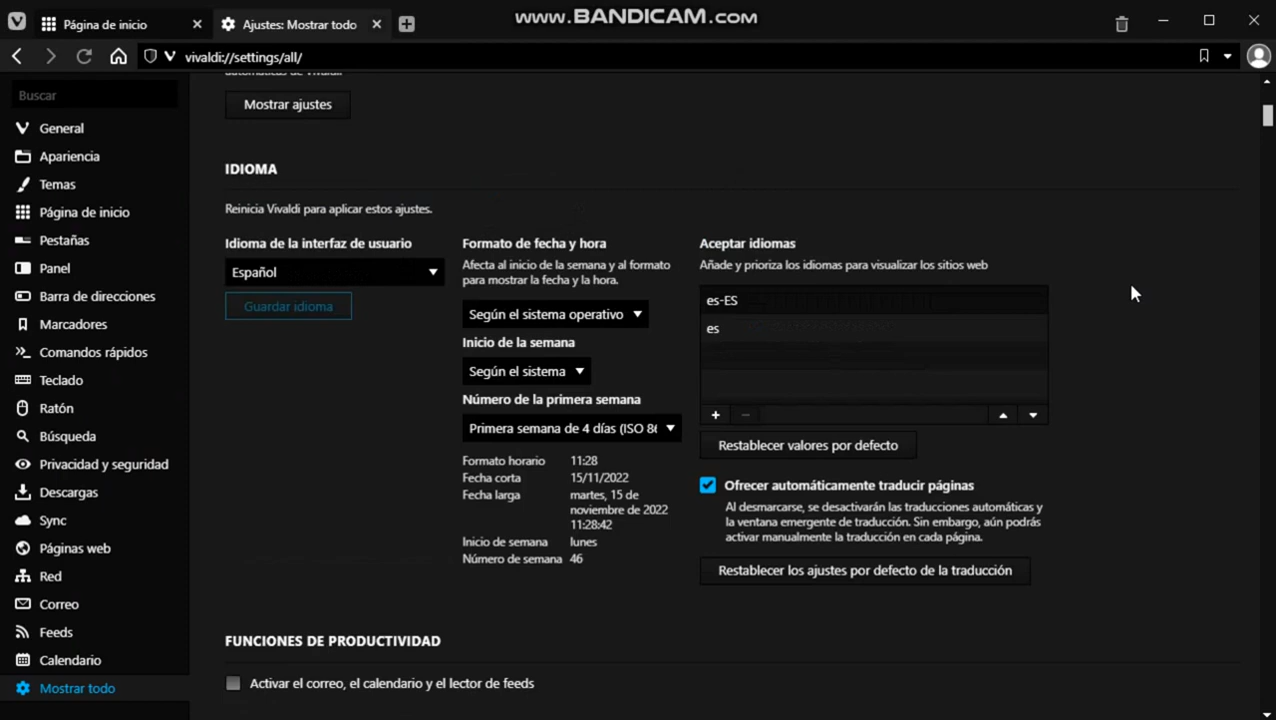 www.BANDICAM.com
Página de inicio
Ajustes: Mostrar todo
vivaldi://settings/all/
Buscar
General
Apariencia
Temas
Página de inicio
Pestañas
Panel
Barra de direcciones
Marcadores
Comandos rápidos
Teclado
Ratón
Búsqueda
Privacidad y seguridad
Descargas
Sync
Páginas web
Red
Correo
Feeds
Calendario
Mostrar todo
automáticas de Vivaldi
Mostrar ajustes
IDIOMA
Reinicia Vivaldi para aplicar estos ajustes.
Idioma de la interfaz de usuario
Español
Guardar idioma
Formato de fecha y hora
Afecta al inicio de la semana y al formato
para mostrar la fecha y la hora.
Según el sistema operativo
Inicio de la semana
Según el sistema
Número de la primera semana
Primera semana de 4 días (ISO 86
Formato horario 11:28
Fecha corta 15/11/2022
Fecha larga martes, 15 de
noviembre de 2022
11:28:42
Inicio de semana lunes
Número de semana 46
Aceptar idiomas
Añade y prioriza los idiomas para visualizar los sitios web
es-ES
es
Restablecer valores por defecto
Ofrecer automáticamente traducir páginas
Al desmarcarse, se desactivarán las traducciones automáticas y
la ventana emergente de traducción. Sin embargo, aún podrás
activar manualmente la traducción en cada página.
Restablecer los ajustes por defecto de la traducción
FUNCIONES DE PRODUCTIVIDAD
Activar el correo, el calendario y el lector de feeds